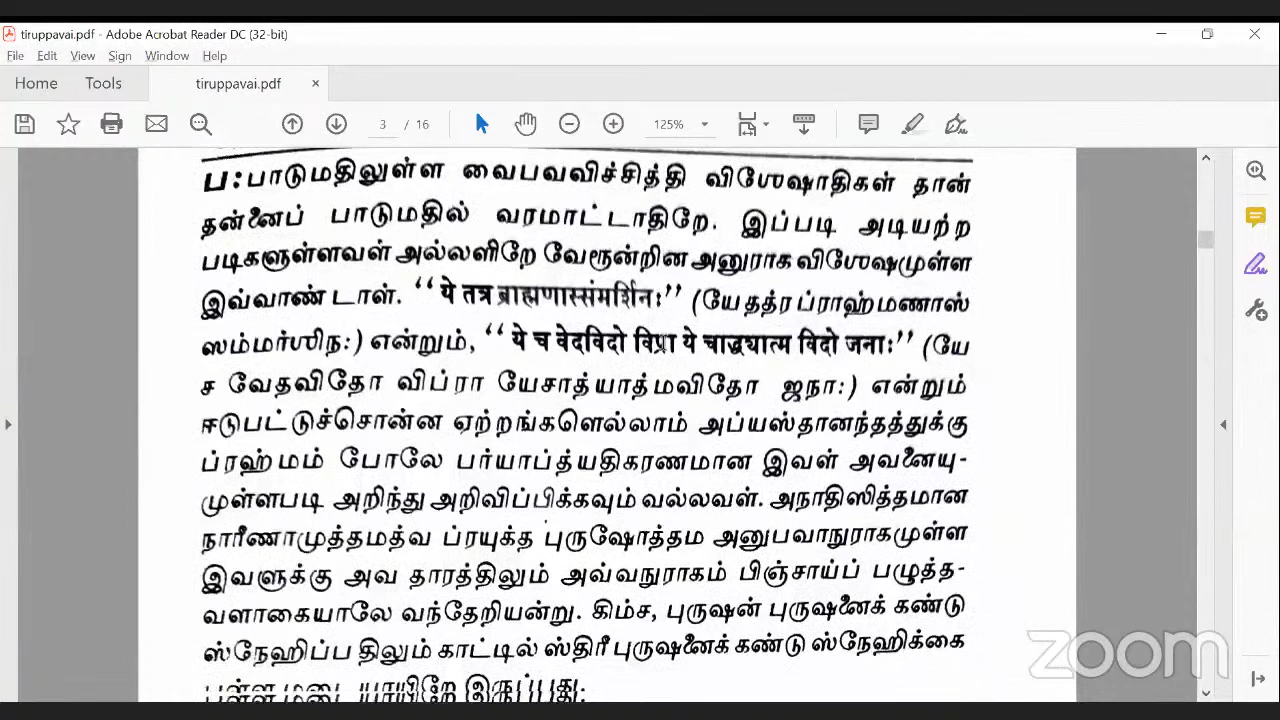 tiruppavai.pdf - Adobe Acrobat Reader DC (32-bit)
File Edit View Sign Window Help
Home Tools tiruppavai.pdf ×
3 / 16 125%
ப: பாடுமதிலுள்ள வைபவவிச்சித்தி விஶேஷாதிகள் தான்
தன்னைப் பாடுமதில் வரமாட்டாதிறே. இப்படி அடியற்ற
படிகளுள்ளவள் அல்லளிறே வேரூன்றின அனுராக விஶேஷமுள்ள
இவ்வாண் டாள். “ये तत्र ब्राह्मणास्संमर्शिनः” (யே தத்ர ப்ராஹ்மணாஸ்
ஸம்மர்ஶிந:) என்றும், “ये च वेदविदो विप्रा ये चाद्ध्यात्म विदो जनाः” (யே
ச வேதவிதோ விப்ரா யேசாத்யாத்மவிதோ ஜநா:) என்றும்
ஈடுபட்டுச்சொன்ன ஏற்றங்களெல்லாம் அப்யஸ்தானந்தத்துக்கு
ப்ரஹ்மம் போலே பர்யாப்த்யதிகரணமான இவள் அவனையு-
முள்ளபடி அறிந்து அறிவிப்பிக்கவும் வல்லவள். அநாதிஸித்தமான
நாரீணாமுத்தமத்வ ப்ரயுக்த புருஷோத்தம அனுபவாநுராகமுள்ள
இவளுக்கு அவ தாரத்திலும் அவ்வநுராகம் பிஞ்சாய்ப் பழுத்த-
வளாகையாலே வந்தேறியன்று. கிம்ச, புருஷன் புருஷனைக் கண்டு
ஸ்நேஹிப்ப திலும் காட்டில் ஸ்திரீ புருஷனைக் கண்டு ஸ்நேஹிக்கை
zoom